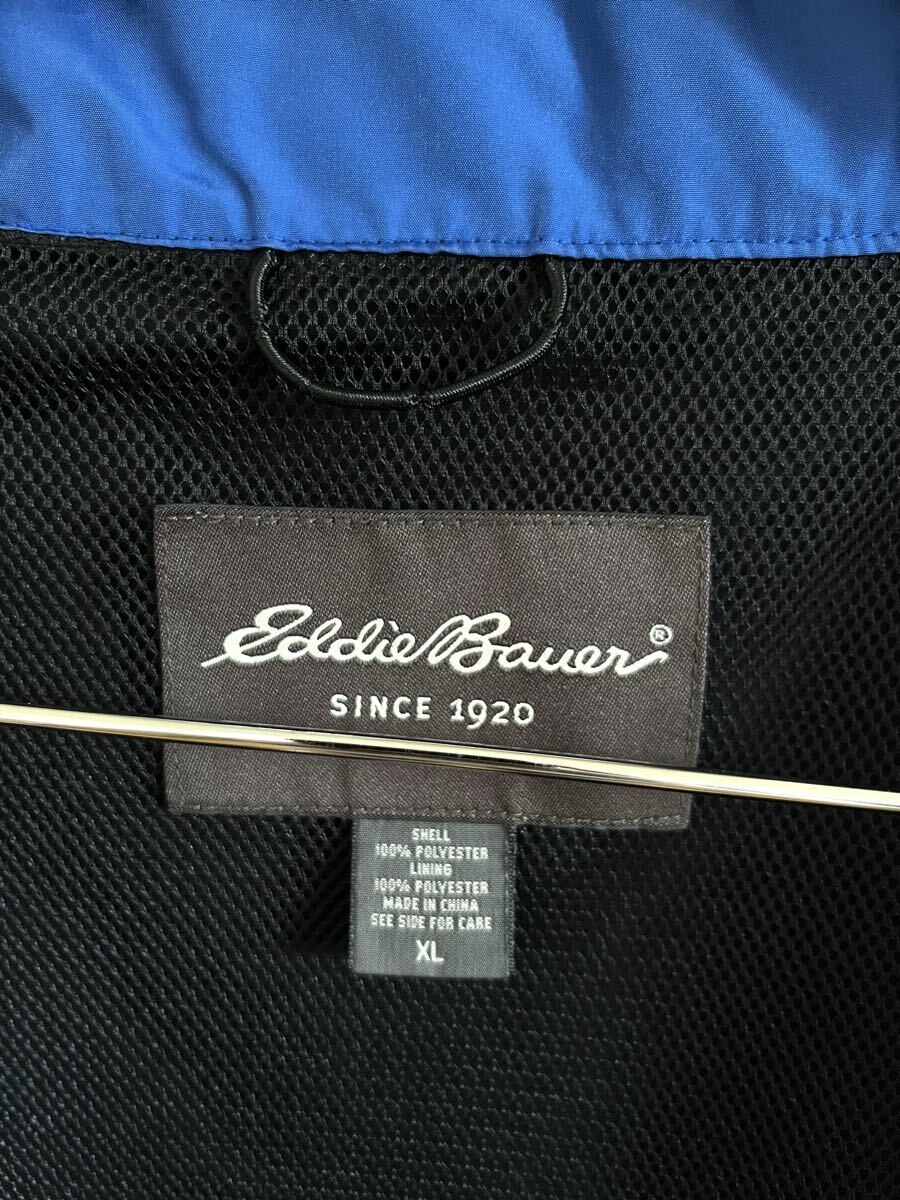 Eddie Bauer®
SINCE 1920
SHELL
100% POLYESTER
LINING
100% POLYESTER
MADE IN CHINA
SEE SIDE FOR CARE
XL